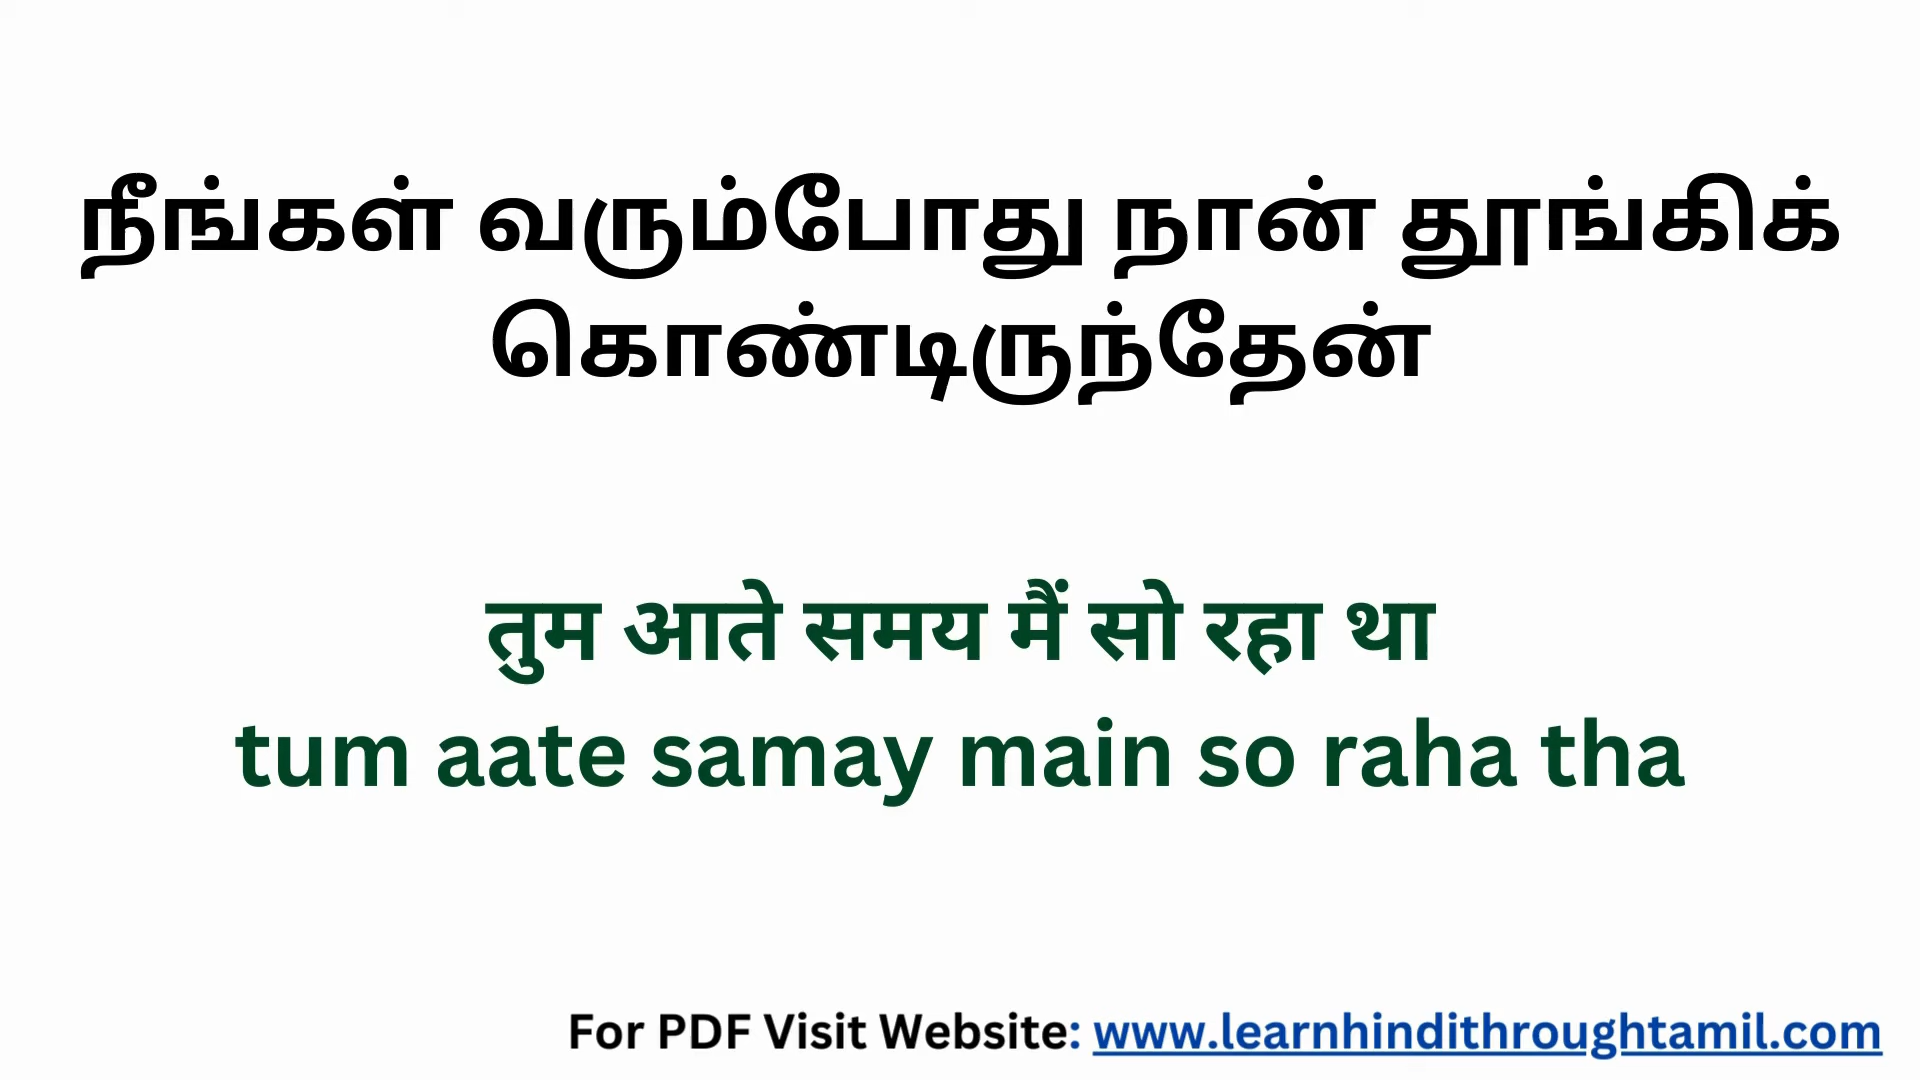 நீங்கள் வரும்போது நான் தூங்கிக்
கொண்டிருந்தேன்
तुम आते समय मैं सो रहा था
tum aate samay main so raha tha
For PDF Visit Website: www.learnhindithroughtamil.com